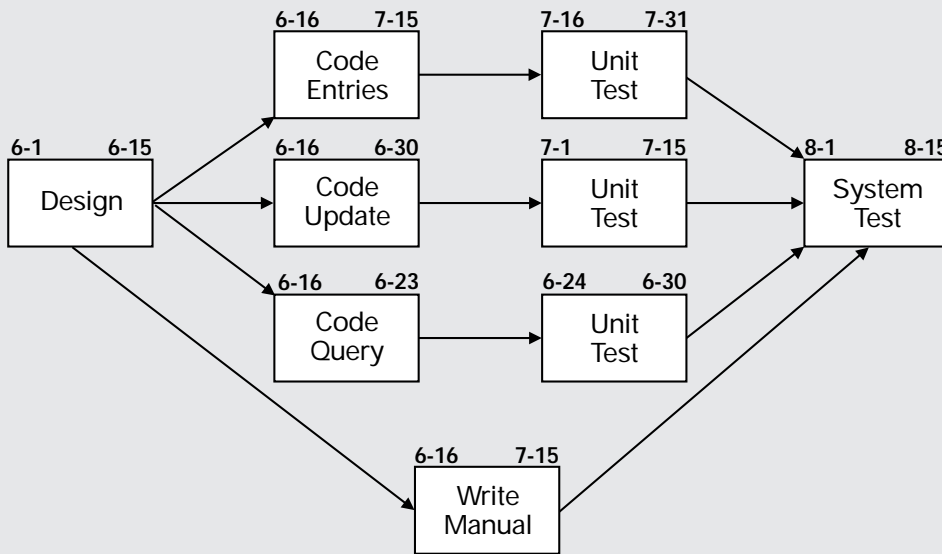 6-16 7-15
Code
Entries
7-16 7-31
Unit
Test
6-1 6-15
Design
6-16 6-30
Code
Update
7-1 7-15
Unit
Test
8-1 8-15
System
Test
6-16 6-23
Code
Query
6-24 6-30
Unit
Test
6-16 7-15
Write
Manual